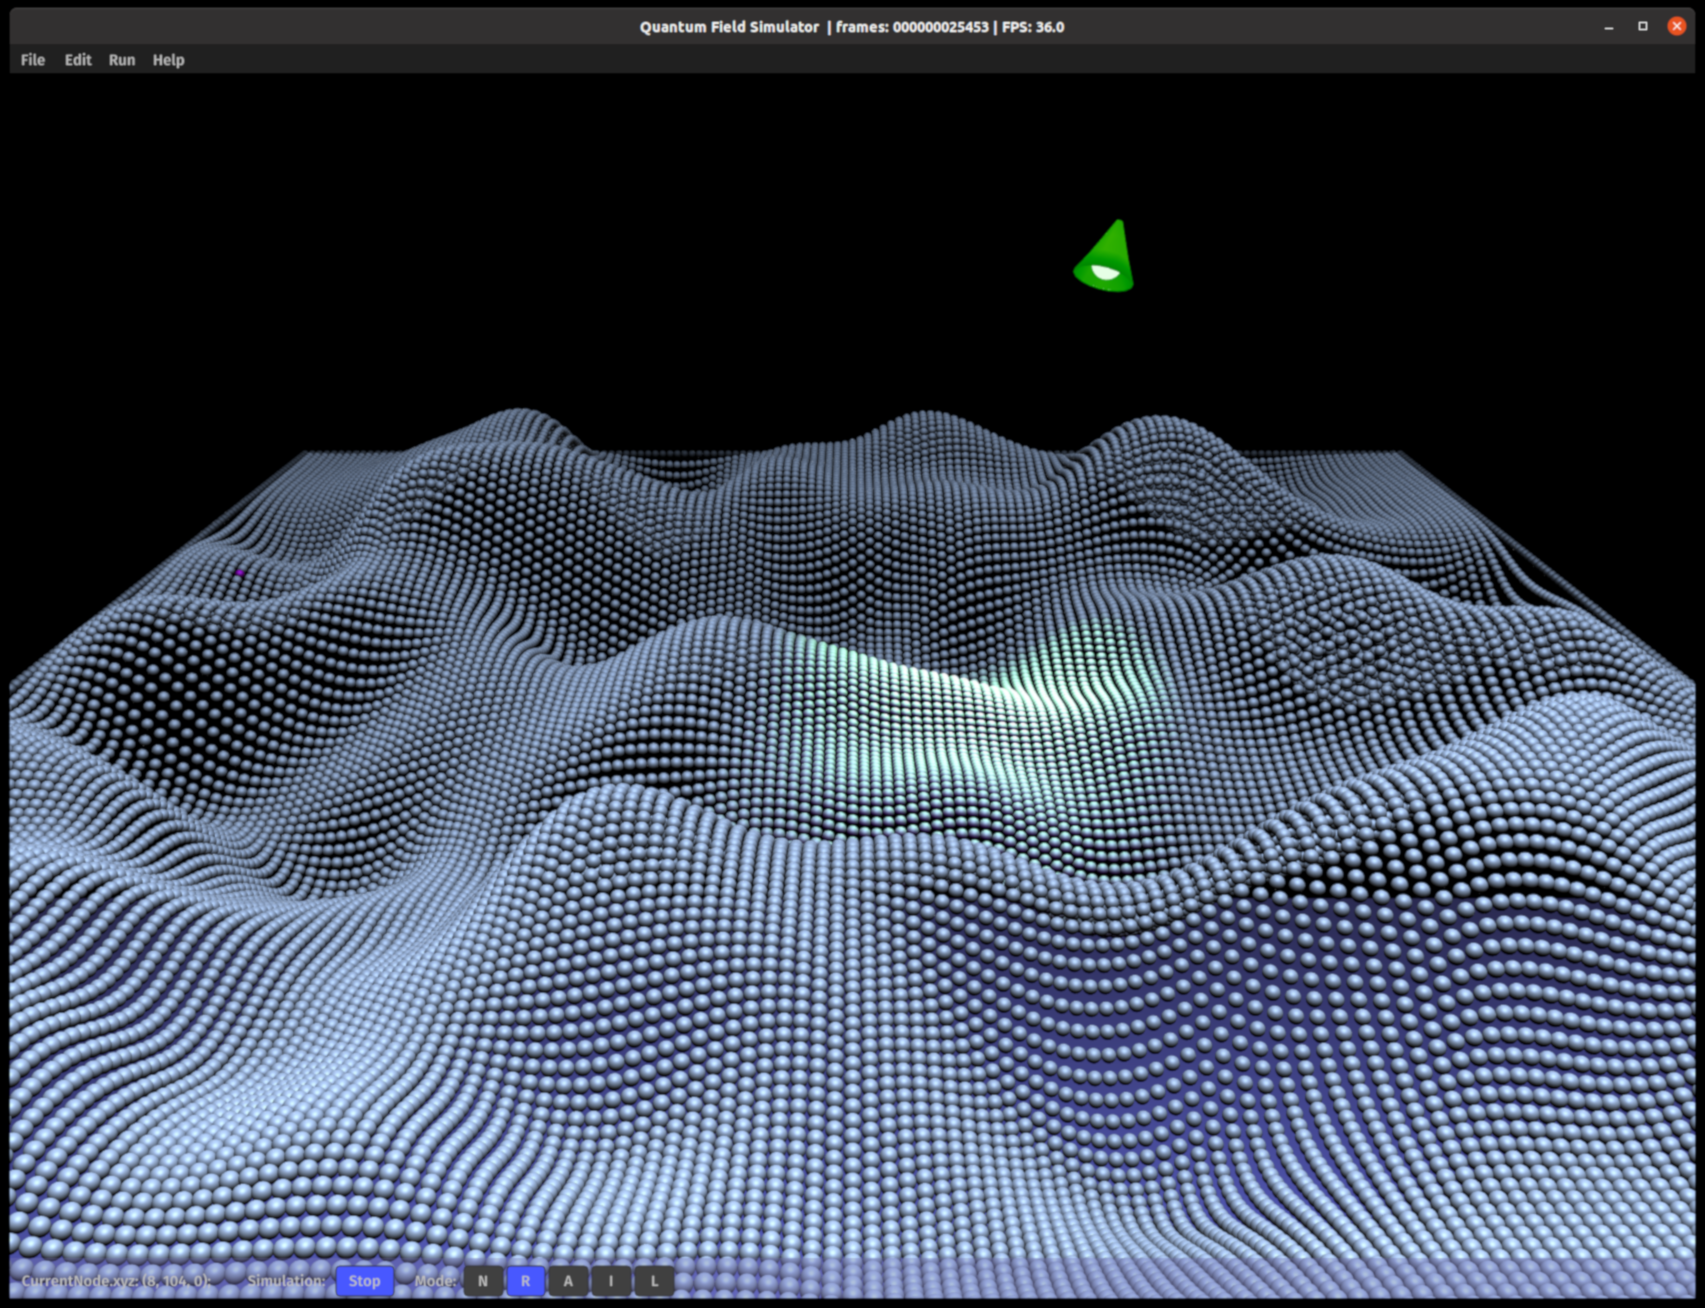 Quantum Field Simulator | frames: 000000025453 | FPS: 36.0
File Edit Run Help
CurrentNode.xyz: (8, 104, 0): Simulation: Stop Mode: N R A I L